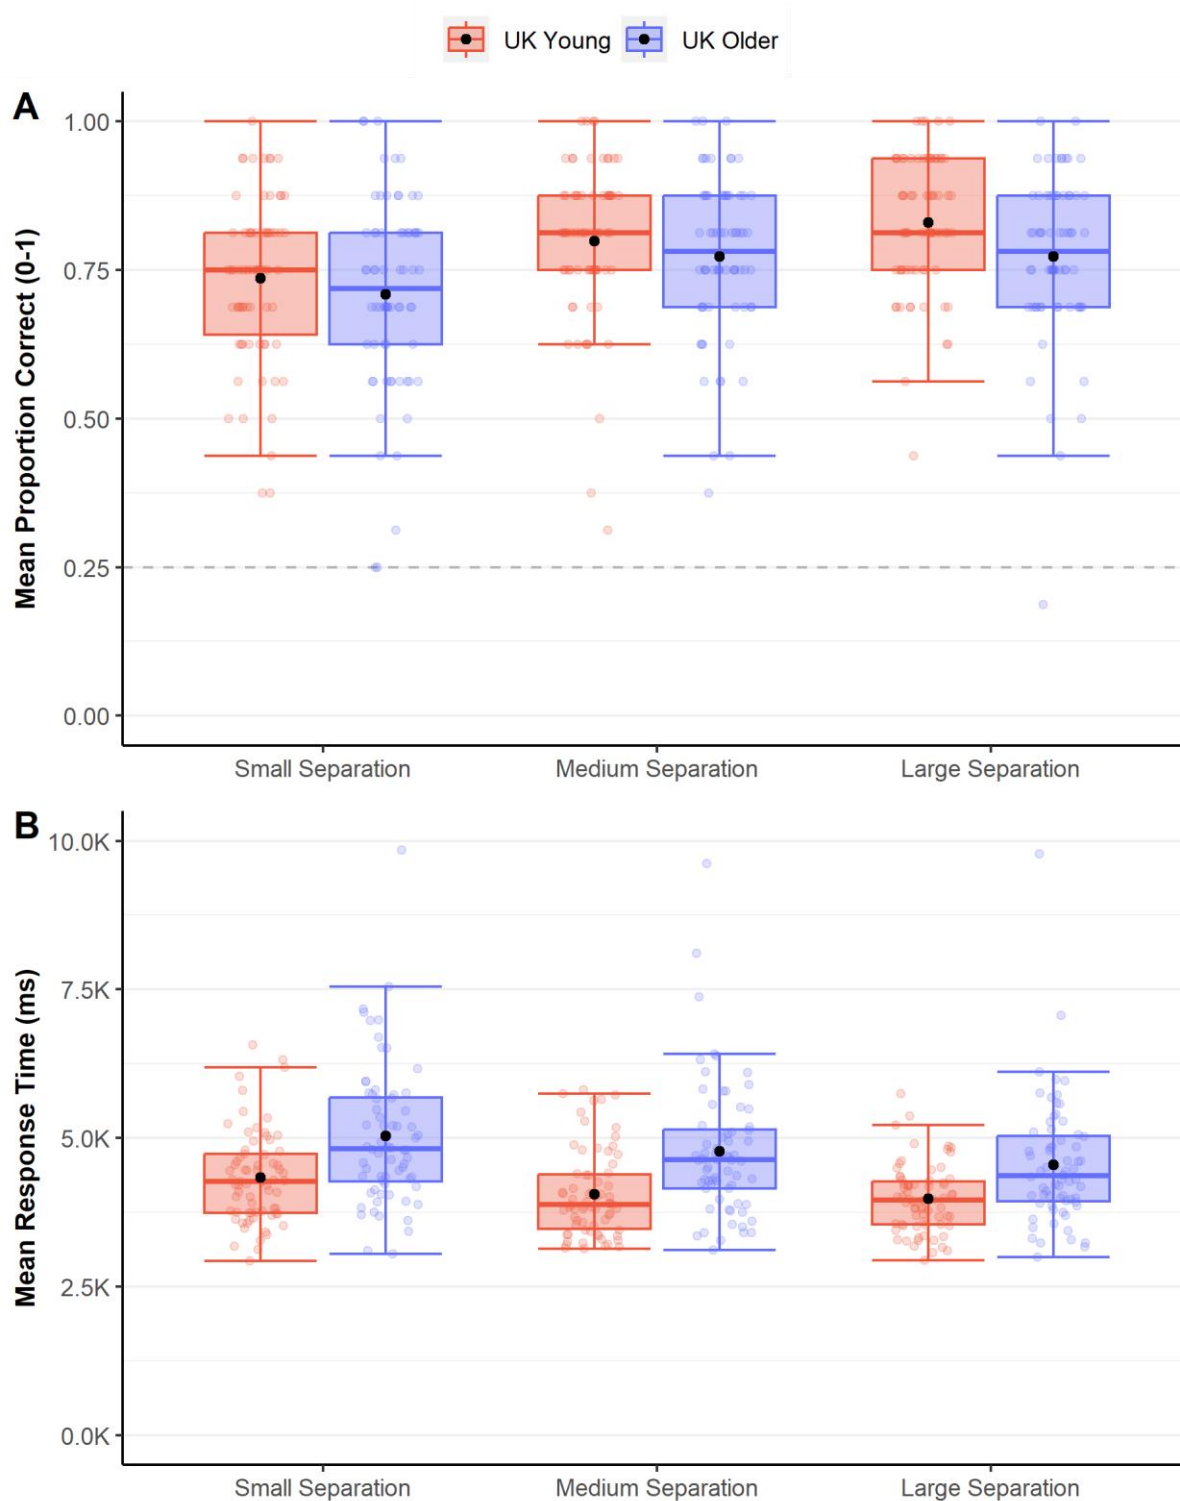 UK Young UK Older
A
Mean Proportion Correct (0-1)
1.00
0.75
0.50
0.25
0.00
Small Separation Medium Separation Large Separation
B
Mean Response Time (ms)
10.0K
7.5K
5.0K
2.5K
0.0K
Small Separation Medium Separation Large Separation